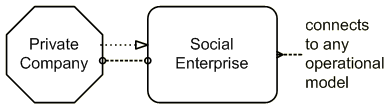 Private
Company
Social
Enterprise
connects
to any
operational
model